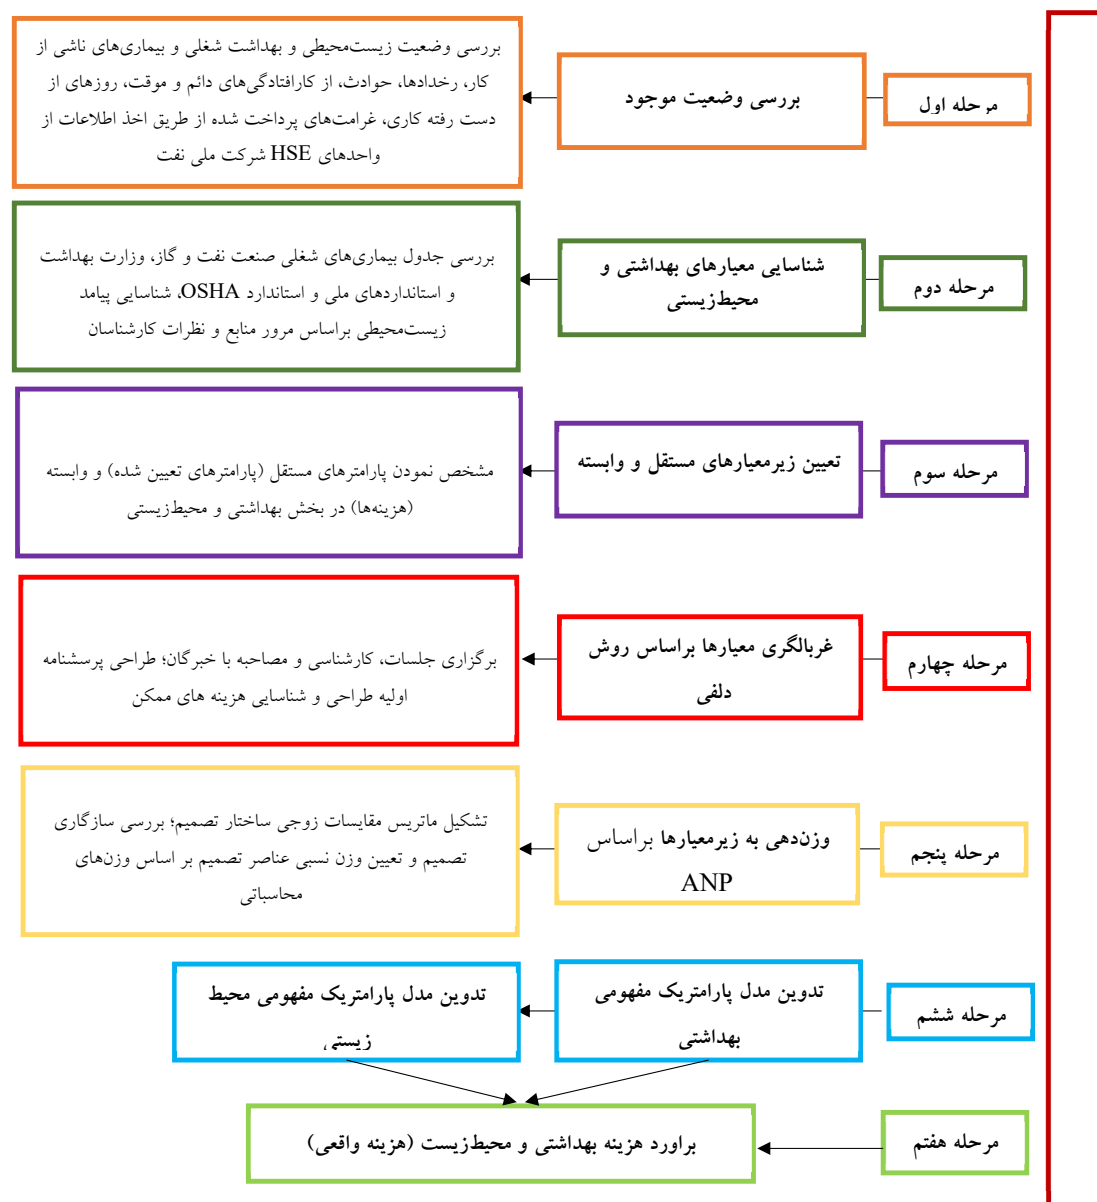 مرحله اول
بررسی وضعیت موجود
بررسی وضعیت زیست‌محیطی و بهداشت شغلی و بیماری‌های ناشی از
کار، رخدادها، حوادث، از کارافتادگی‌های دائم و موقت، روزهای از
دست رفته کاری، غرامت‌های پرداخت شده از طریق اخذ اطلاعات از
واحدهای HSE شرکت ملی نفت
مرحله دوم
شناسایی معیارهای بهداشتی و
محیط‌زیستی
بررسی جدول بیماری‌های شغلی صنعت نفت و گاز، وزارت بهداشت
و استانداردهای ملی و استاندارد OSHA، شناسایی پیامد
زیست‌محیطی براساس مرور منابع و نظرات کارشناسان
مرحله سوم
تعیین زیرمعیارهای مستقل و وابسته
مشخص نمودن پارامترهای مستقل (پارامترهای تعیین شده) و وابسته
(هزینه‌ها) در بخش بهداشتی و محیط‌زیستی
مرحله چهارم
غربالگری معیارها براساس روش
دلفی
برگزاری جلسات، کارشناسی و مصاحبه با خبرگان؛ طراحی پرسشنامه
اولیه طراحی و شناسایی هزینه های ممکن
مرحله پنجم
وزن‌دهی به زیرمعیارها براساس
ANP
تشکیل ماتریس مقایسات زوجی ساختار تصمیم؛ بررسی سازگاری
تصمیم و تعیین وزن نسبی عناصر تصمیم بر اساس وزن‌های
محاسباتی
مرحله ششم
تدوین مدل پارامتریک مفهومی
بهداشتی
تدوین مدل پارامتریک مفهومی محیط
زیستی
مرحله هفتم
براورد هزینه بهداشتی و محیط‌زیست (هزینه واقعی)